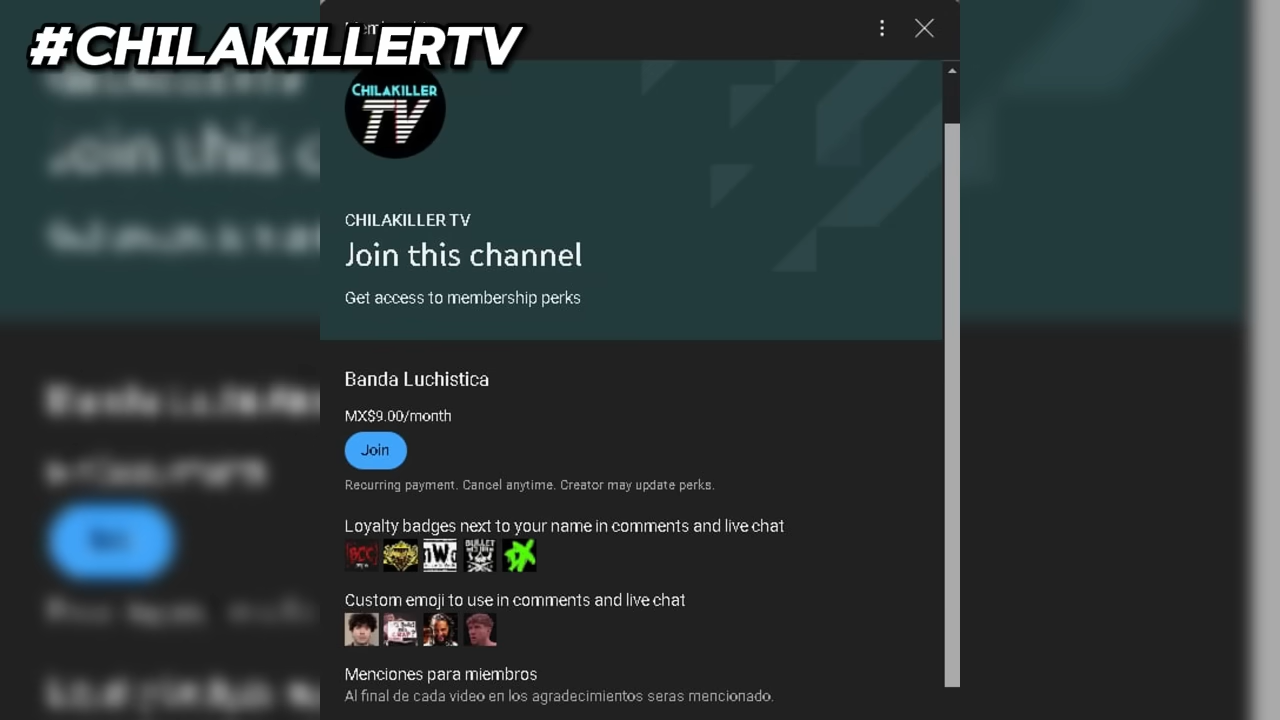 #CHILAKILLERTV
CHILAKILLER
TV
CHILAKILLER TV
Join this channel
Get access to membership perks
Banda Luchistica
MX$9.00/month
Join
Recurring payment. Cancel anytime. Creator may update perks.
Loyalty badges next to your name in comments and live chat
Custom emoji to use in comments and live chat
Menciones para miembros
Al final de cada video en los agradecimientos seras mencionado.